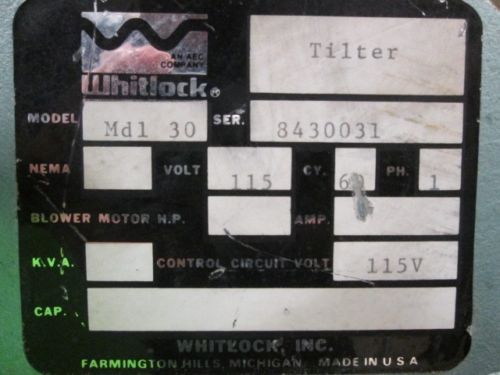 AN AEC
COMPANY
Whitlock®
Tilter
MODEL Mdl 30 SER. 8430031
NEMA VOLT 115 CY. 60 PH. 1
BLOWER MOTOR H.P. AMP.
K.V.A. CONTROL CIRCUIT VOLT 115V
CAP.
WHITLOCK, INC.
FARMINGTON HILLS, MICHIGAN MADE IN U S A